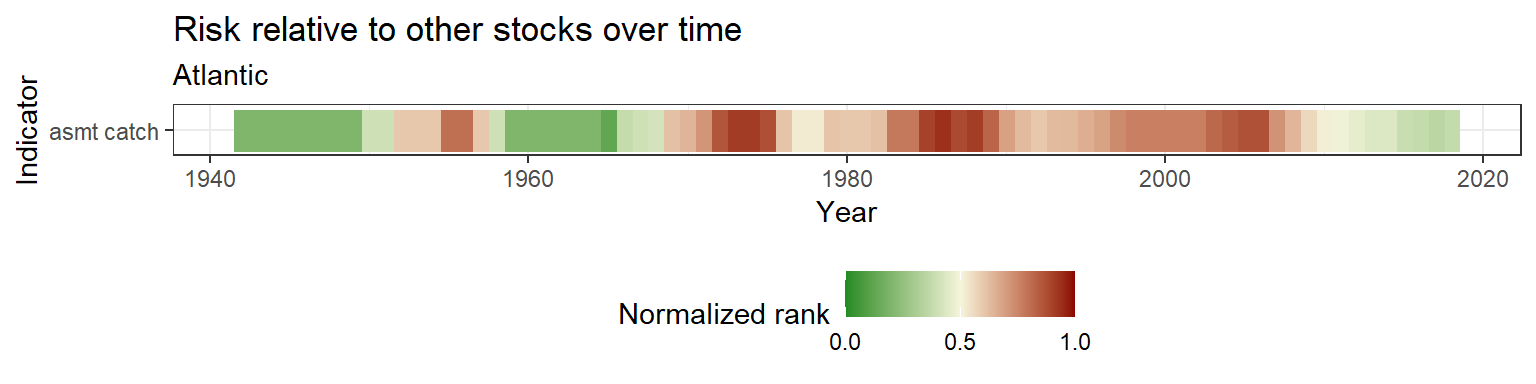 Risk relative to other stocks over time
Atlantic
Indicator
asmt catch
1940 1960 1980 2000 2020
Year
Normalized rank
0.0 0.5 1.0